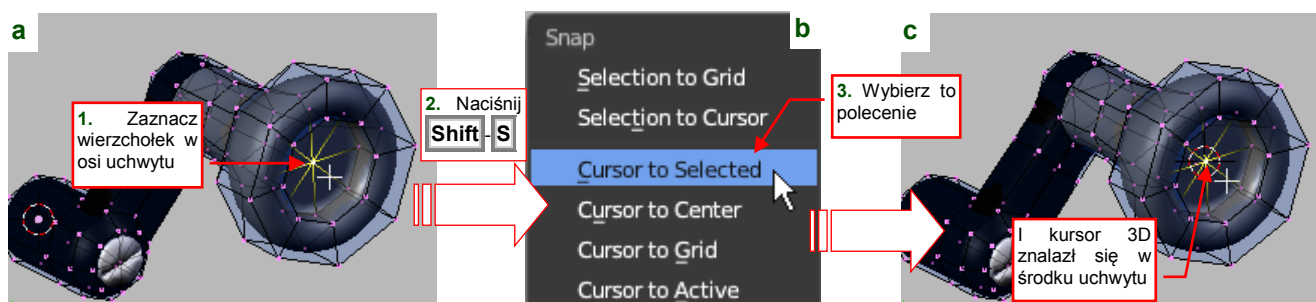 a
1. Zaznacz
wierzchołek w
osi uchwytu
2. Naciśnij
Shift-S
b
Snap
Selection to Grid
Selection to Cursor
Cursor to Selected
Cursor to Center
Cursor to Grid
Cursor to Active
3. Wybierz to
polecenie
c
I kursor 3D
znalazł się w
środku uchwytu